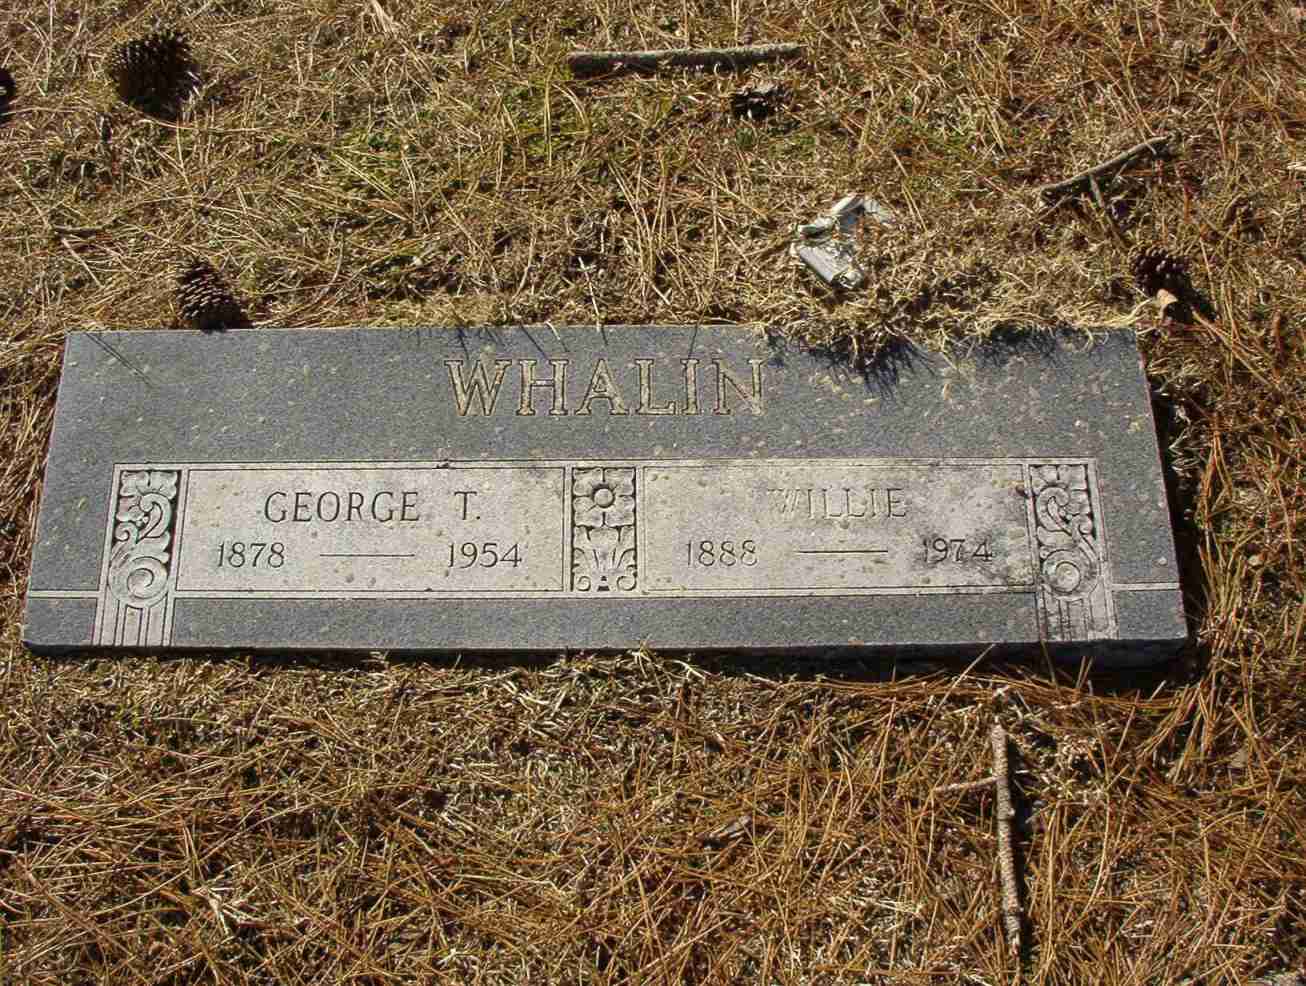 WHALIN
GEORGE T.
1878 —— 1954
WILLIE
1888 —— 1974